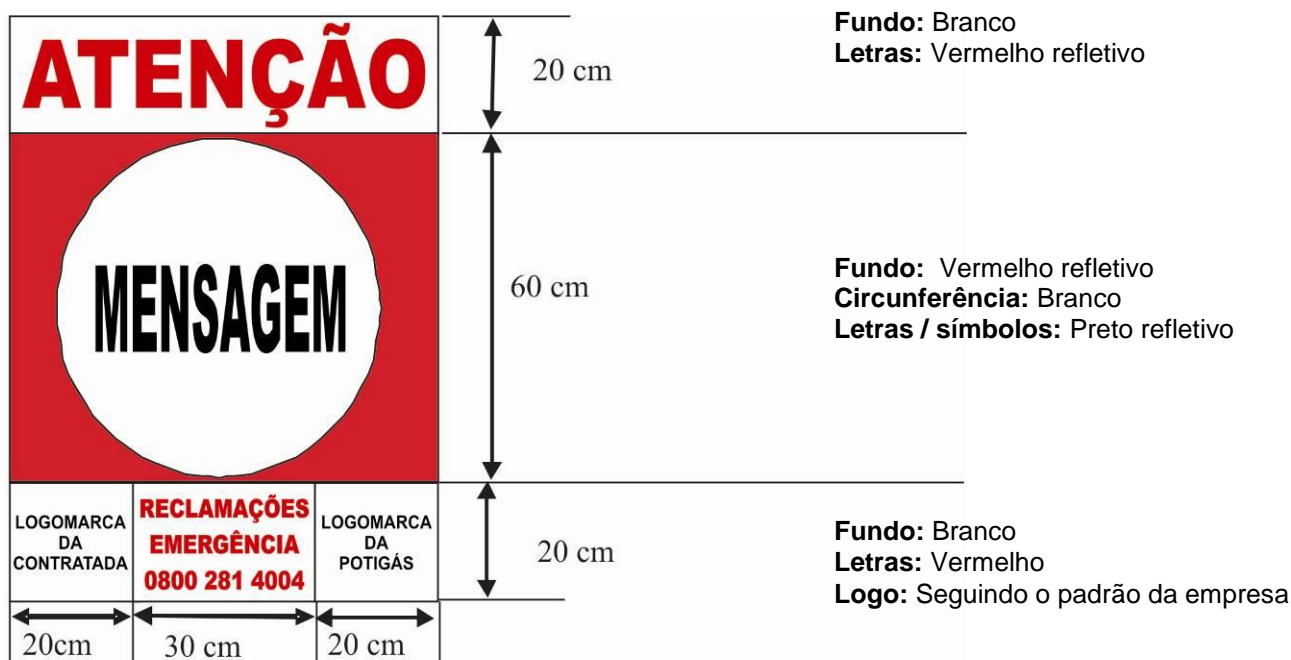 ATENÇÃO
20 cm
Fundo: Branco
Letras: Vermelho refletivo
MENSAGEM
60 cm
Fundo: Vermelho refletivo
Circunferência: Branco
Letras / símbolos: Preto refletivo
LOGOMARCA
DA
CONTRATADA
RECLAMAÇÕES
EMERGÊNCIA
0800 281 4004
LOGOMARCA
DA
POTIGÁS
20 cm
Fundo: Branco
Letras: Vermelho
Logo: Seguindo o padrão da empresa
20cm
30 cm
20 cm